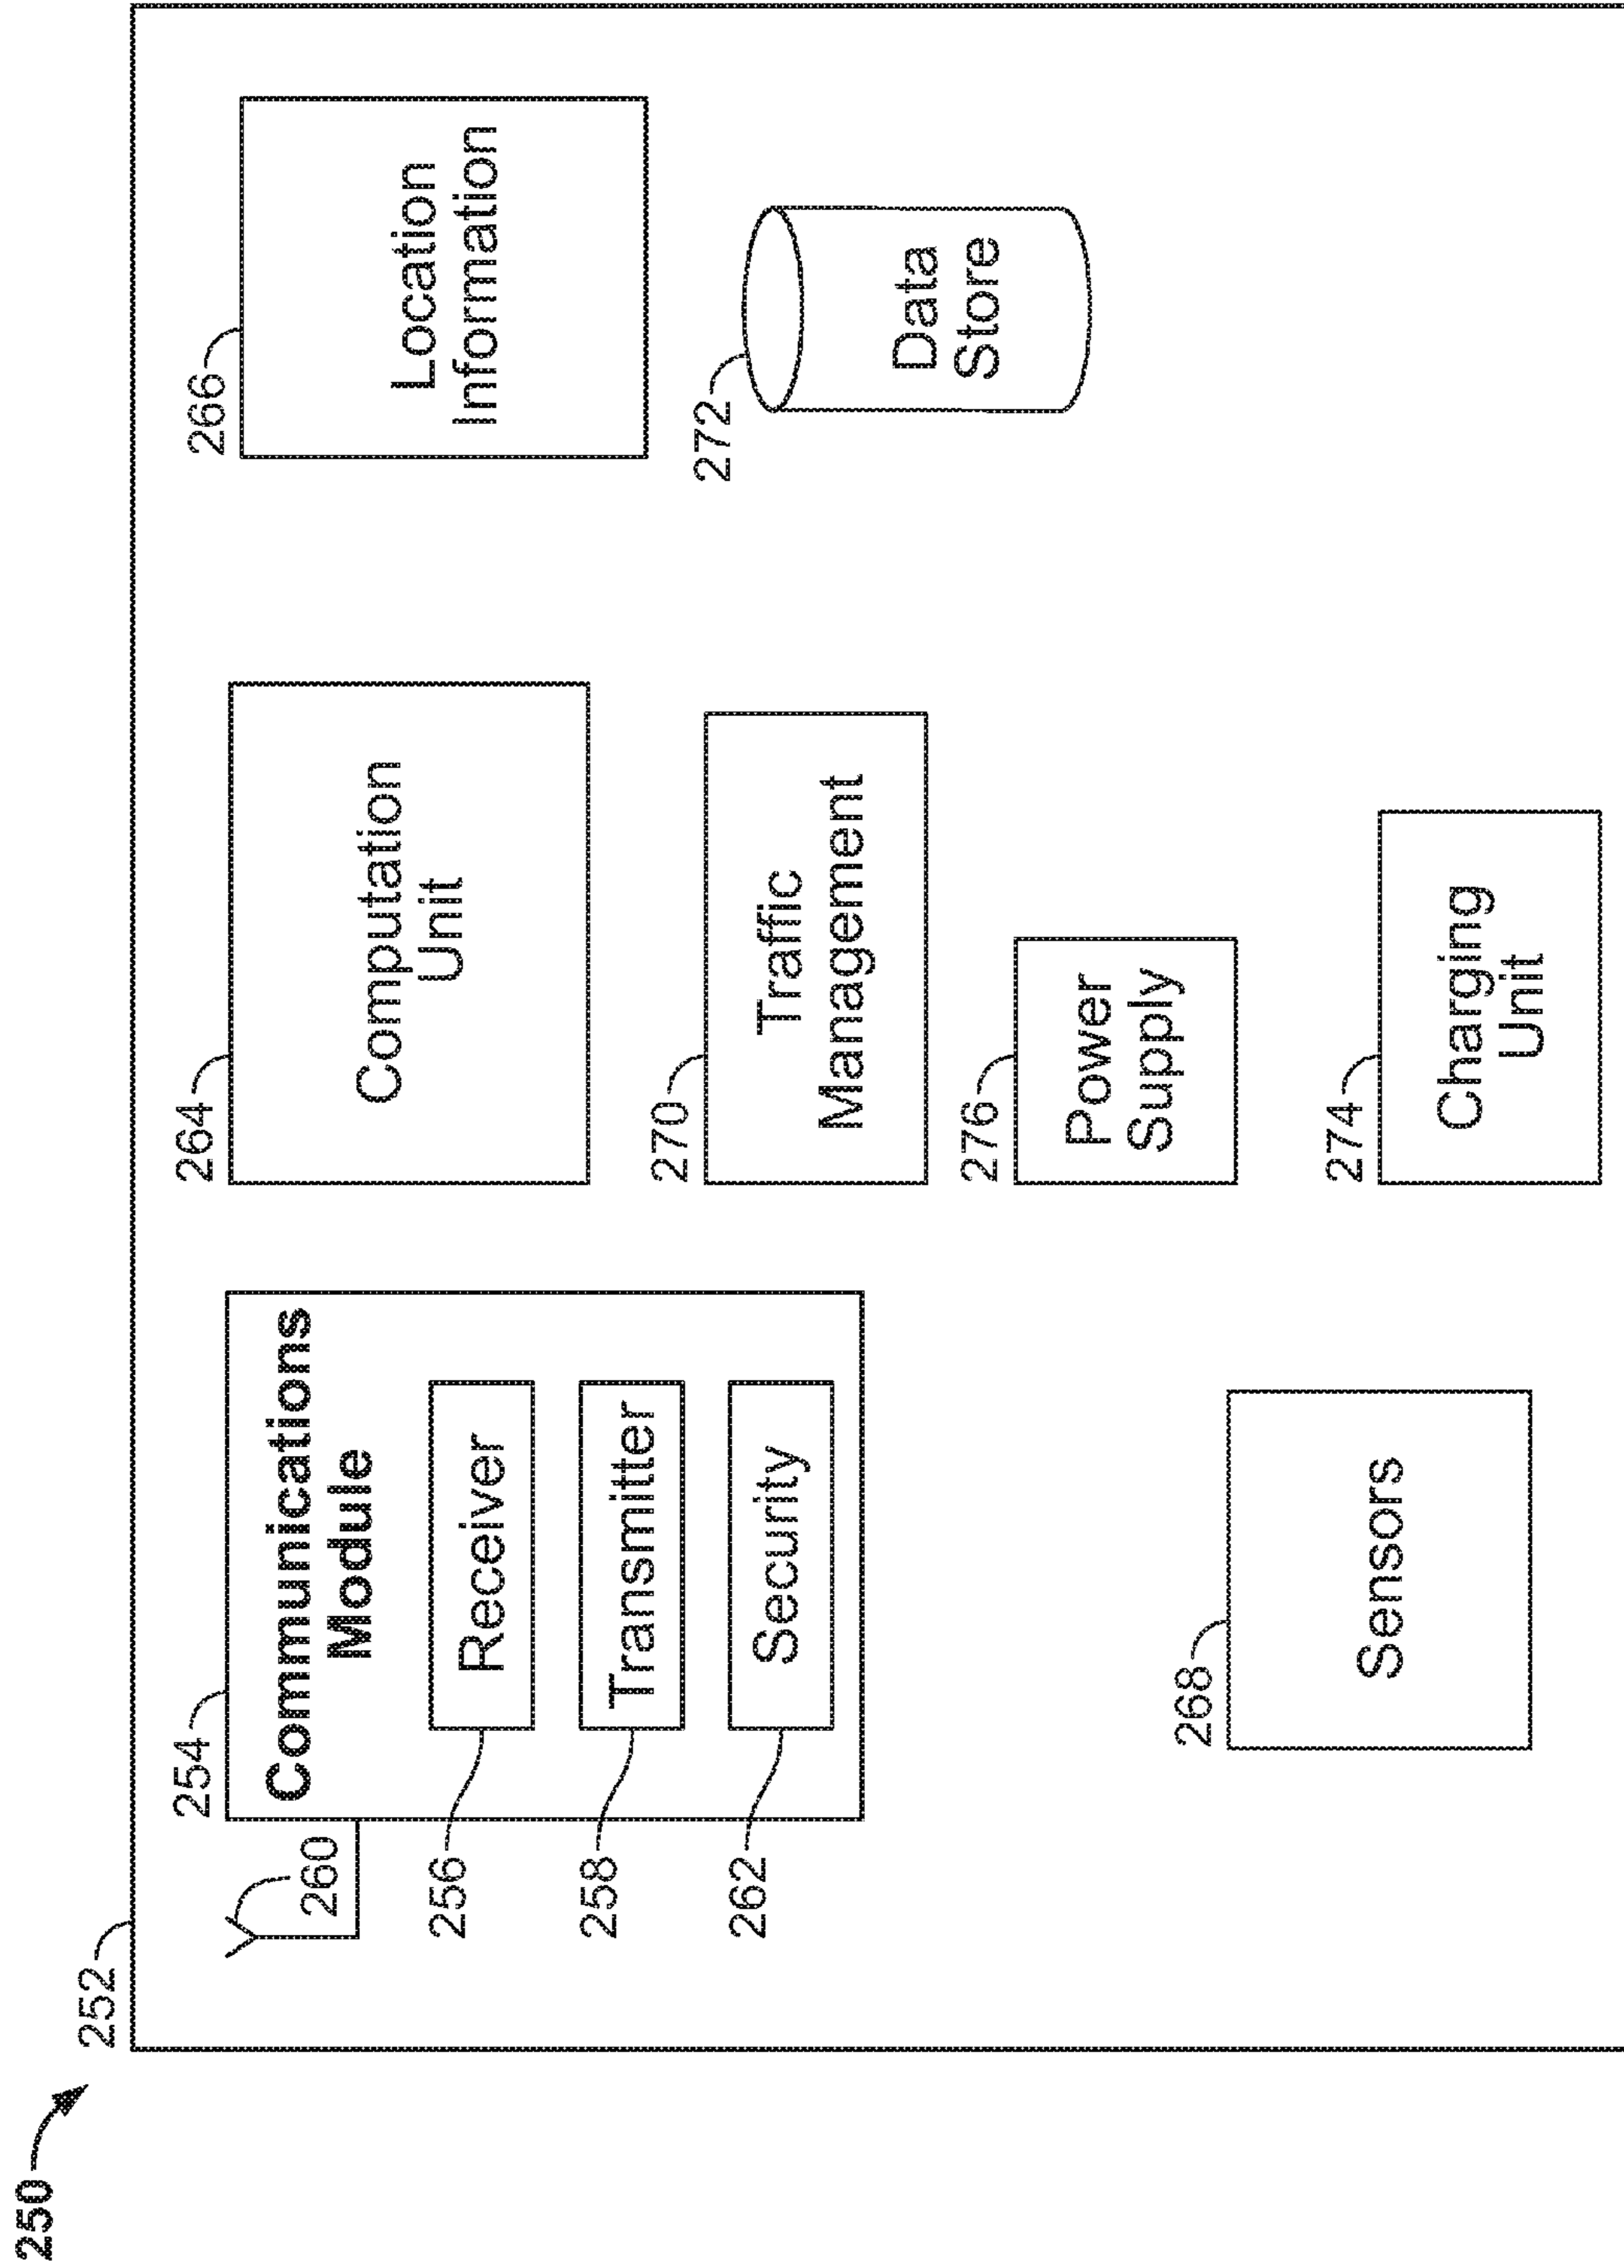 250
252
254
Communications
Module
260
256
Receiver
258
Transmitter
262
Security
268
Sensors
264
Computation
Unit
270
Traffic
Management
276
Power
Supply
274
Charging
Unit
266
Location
Information
272
Data
Store